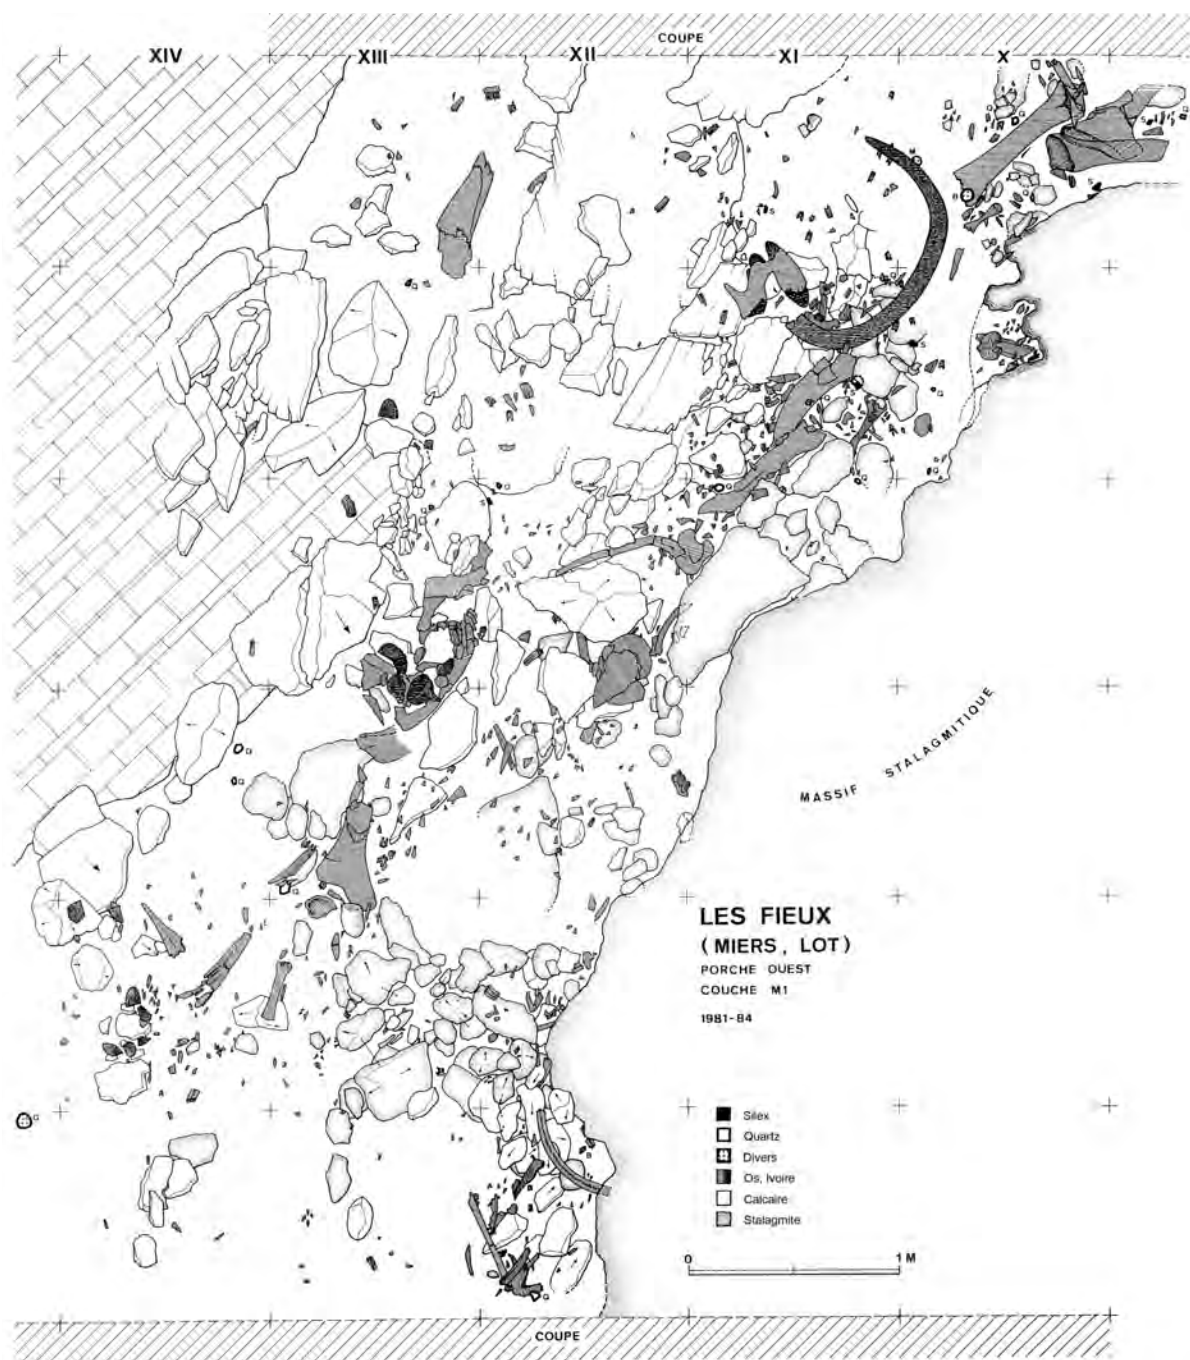 COUPE
XIV XIII XII XI X
MASSIF STALAGMITIQUE
LES FIEUX
(MIERS, LOT)
PORCHE OUEST
COUCHE M1
1981-84
Silex
Quartz
Divers
Os, Ivoire
Calcaire
Stalagmite
0 1 M
COUPE